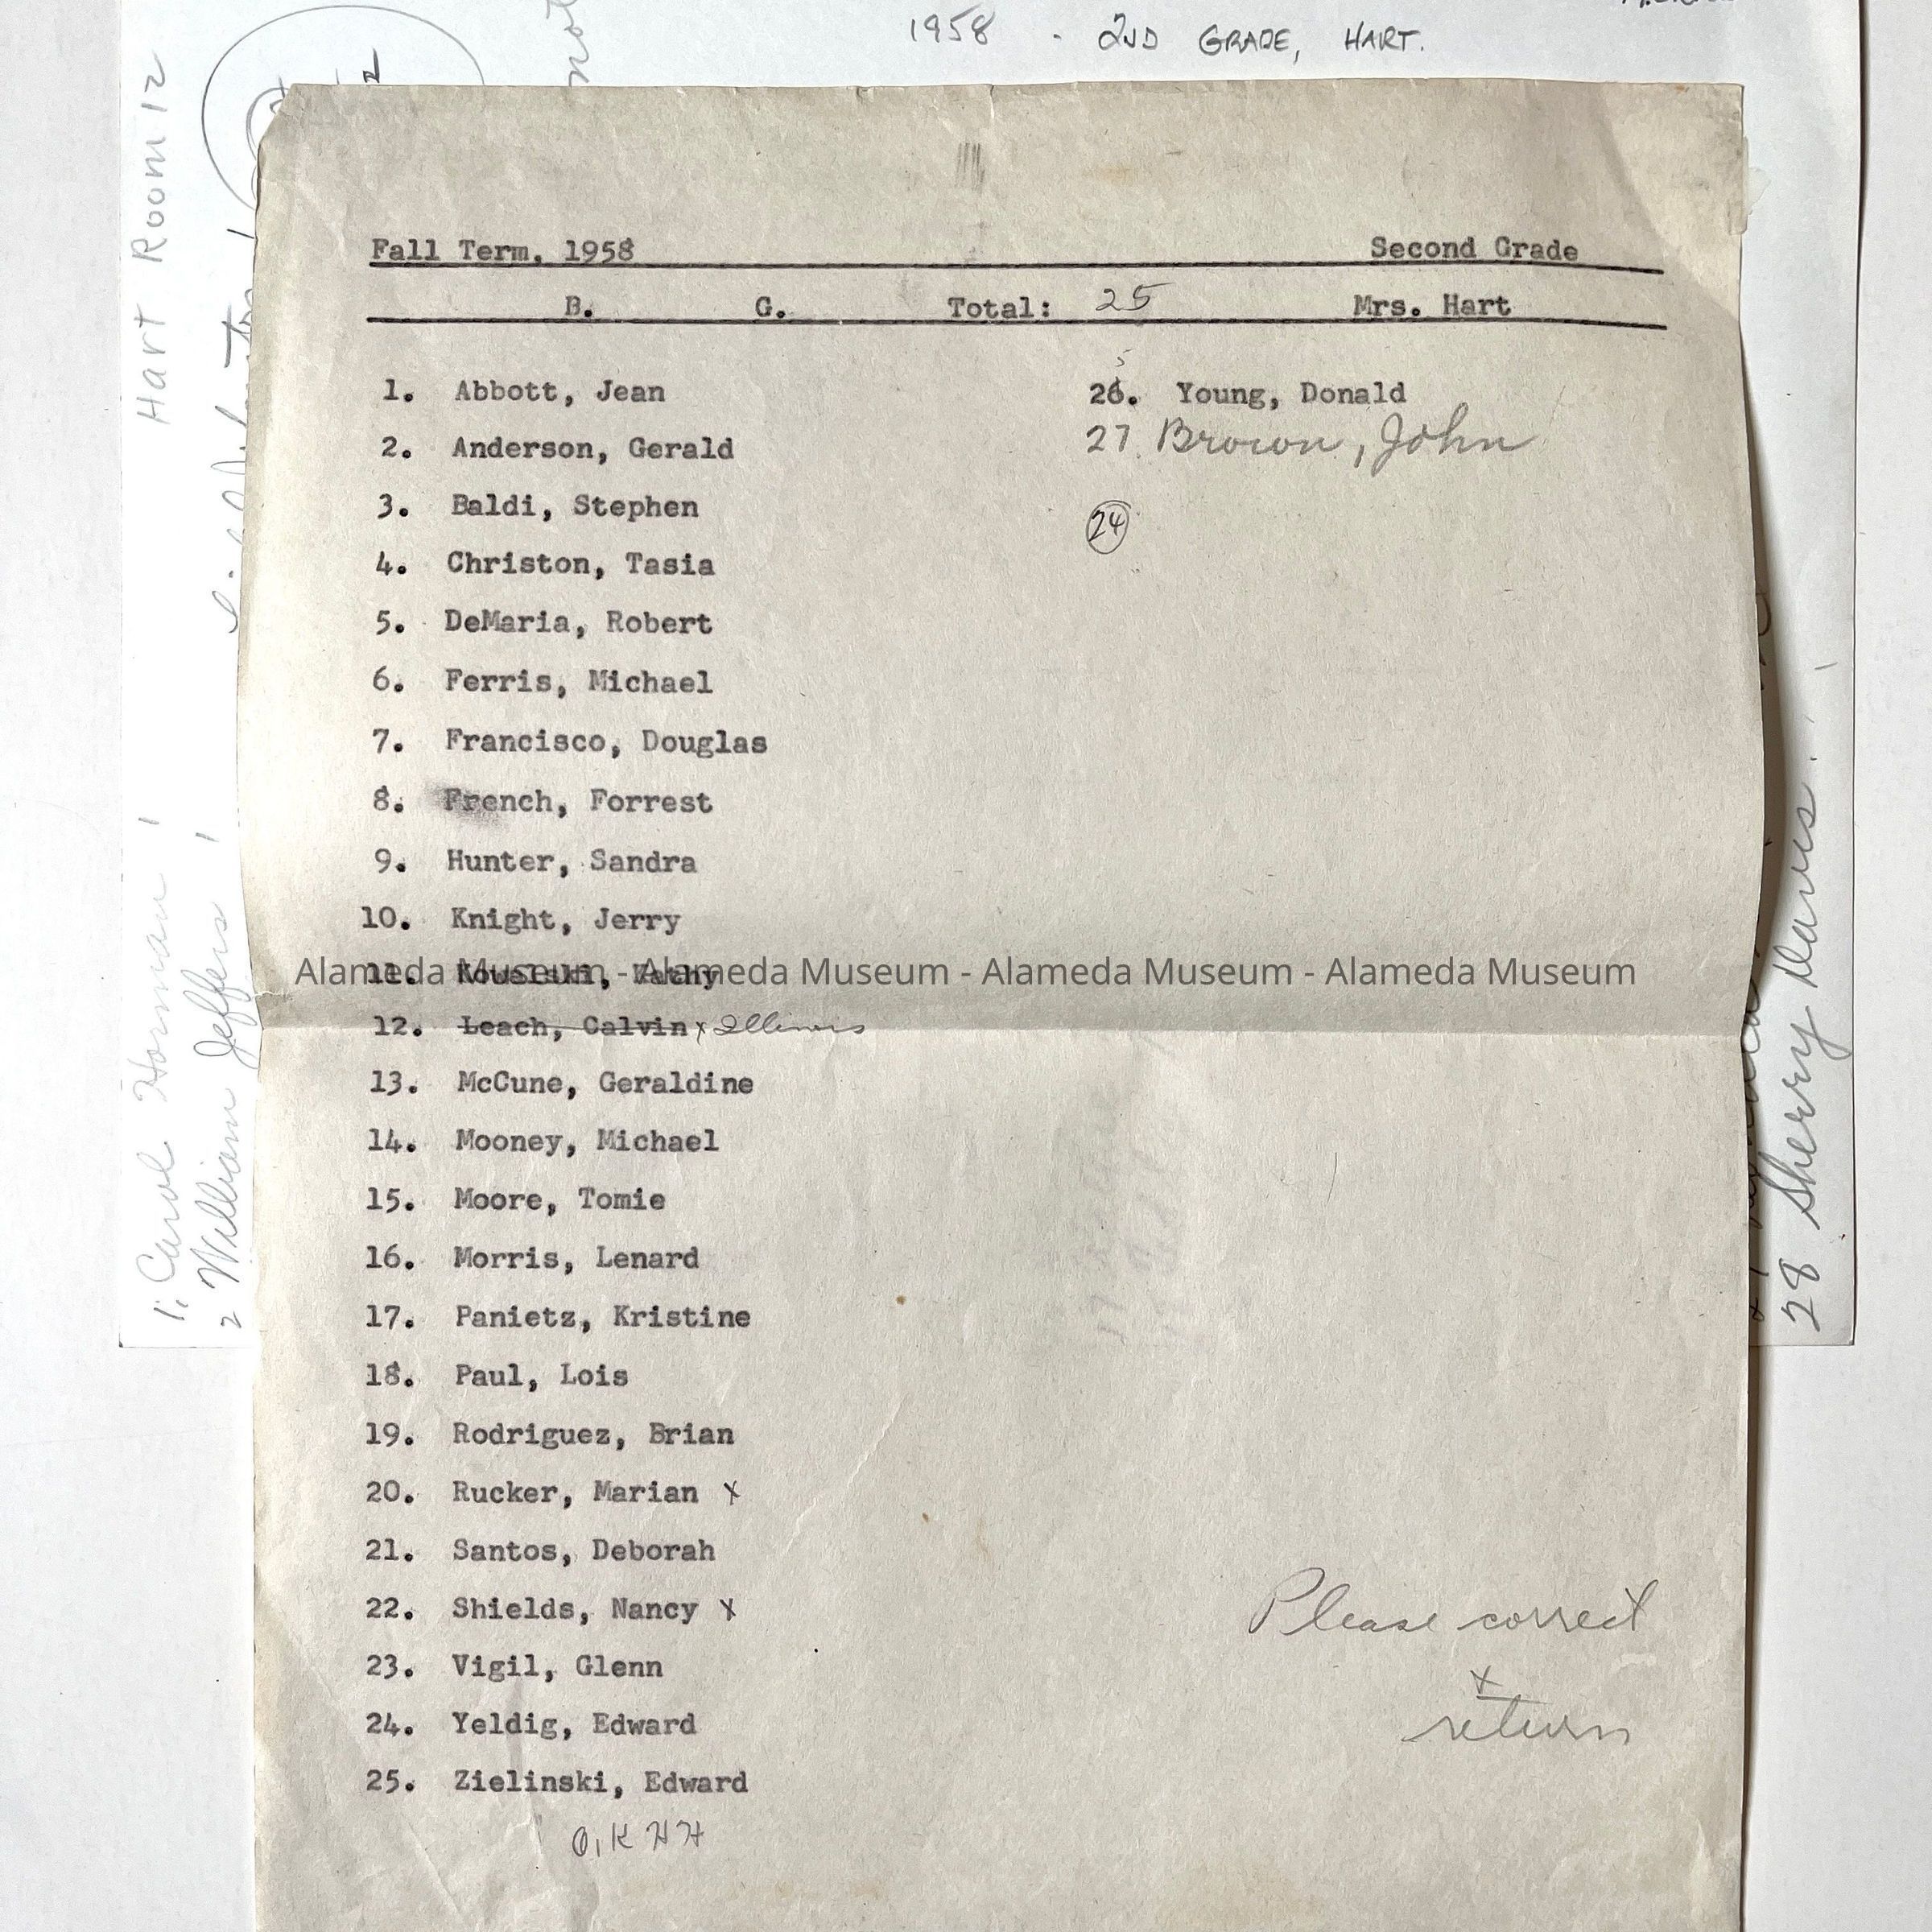 1958 - 2ND GRADE, HART.
Hart Room 12
Fall Term, 1958 Second Grade
B. G. Total: 25 Mrs. Hart
1. Abbott, Jean
2. Anderson, Gerald
3. Baldi, Stephen
4. Christon, Tasia
5. DeMaria, Robert
6. Ferris, Michael
7. Francisco, Douglas
8. French, Forrest
9. Hunter, Sandra
10. Knight, Jerry
11. Kowalski, Kathy
Alameda Museum - Alameda Museum - Alameda Museum - Alameda Museum
12. Leach, Calvin x Illinois
13. McCune, Geraldine
14. Mooney, Michael
15. Moore, Tomie
16. Morris, Lenard
17. Panietz, Kristine
18. Paul, Lois
19. Rodriguez, Brian
20. Rucker, Marian x
21. Santos, Deborah
22. Shields, Nancy x
23. Vigil, Glenn
24. Yeldig, Edward
25. Zielinski, Edward
O.K HH
5
26. Young, Donald
27. Brown, John
24
Please correct
+
return
1. Carol Horman
2 William Jeffers
28 Sherry Davis